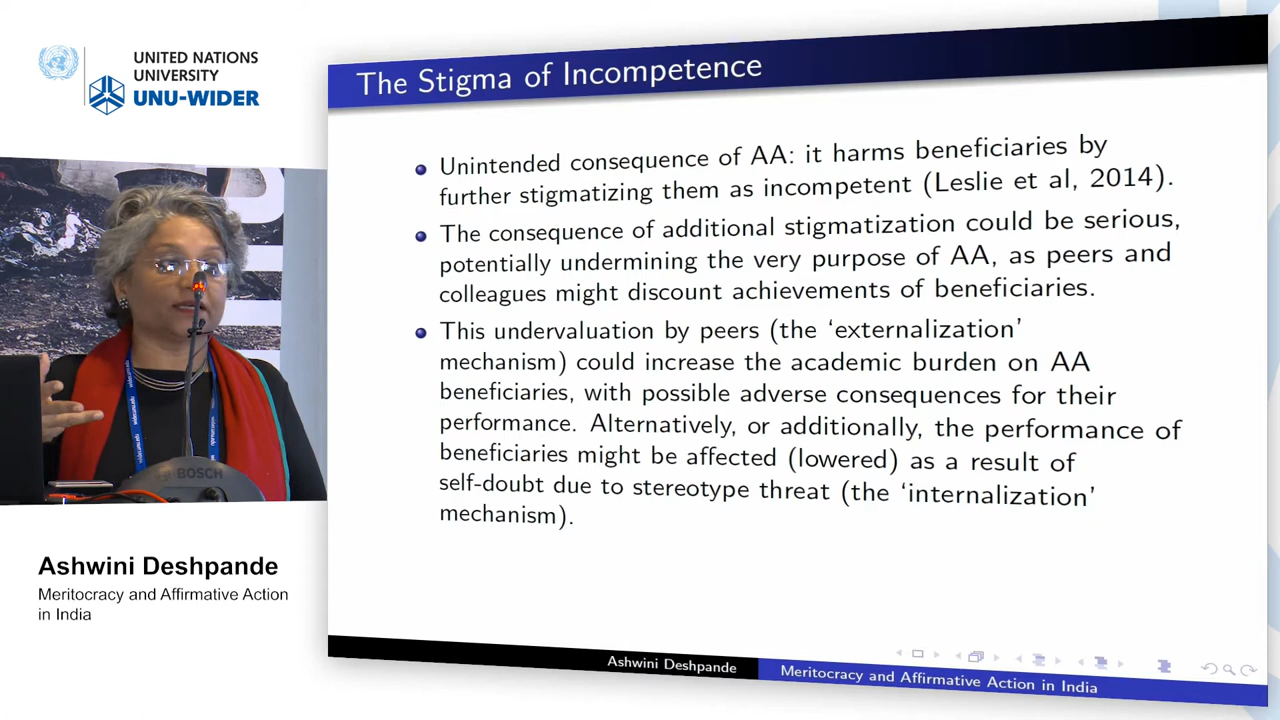 UNITED NATIONS
UNIVERSITY
UNU-WIDER
The Stigma of Incompetence
Unintended consequence of AA: it harms beneficiaries by
further stigmatizing them as incompetent (Leslie et al, 2014).
The consequence of additional stigmatization could be serious,
potentially undermining the very purpose of AA, as peers and
colleagues might discount achievements of beneficiaries.
This undervaluation by peers (the ‘externalization’
mechanism) could increase the academic burden on AA
beneficiaries, with possible adverse consequences for their
performance. Alternatively, or additionally, the performance of
beneficiaries might be affected (lowered) as a result of
self-doubt due to stereotype threat (the ‘internalization’
mechanism).
BOSCH
Ashwini Deshpande
Meritocracy and Affirmative Action
in India
Ashwini Deshpande
Meritocracy and Affirmative Action in India